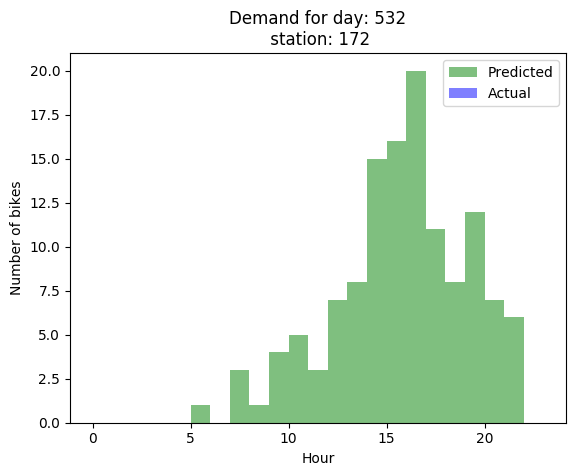 Demand for day: 532
station: 172
Predicted
Actual
20.0
17.5
15.0
12.5
10.0
7.5
5.0
2.5
0.0
Number of bikes
0 5 10 15 20
Hour